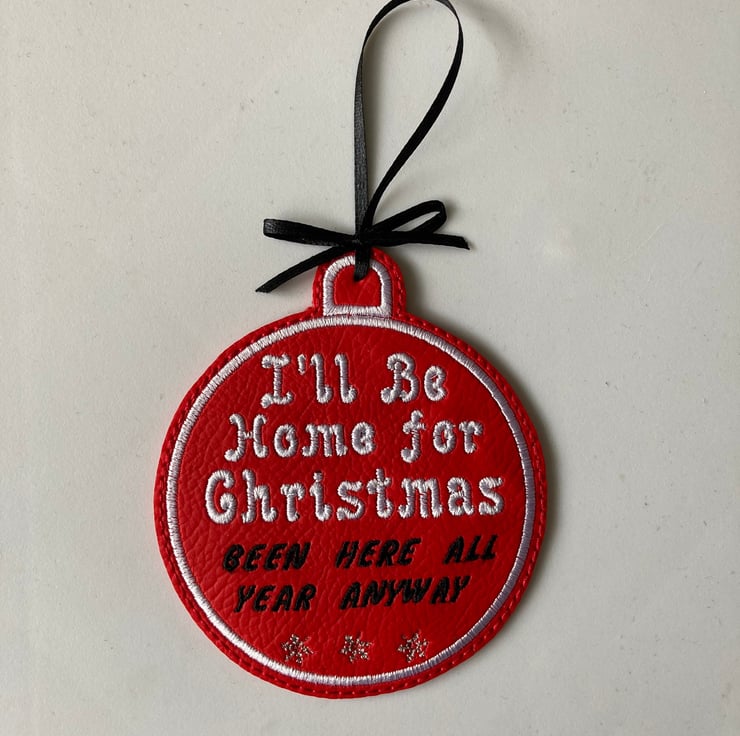 I'll Be
Home for
Christmas
BEEN HERE ALL
YEAR ANYWAY